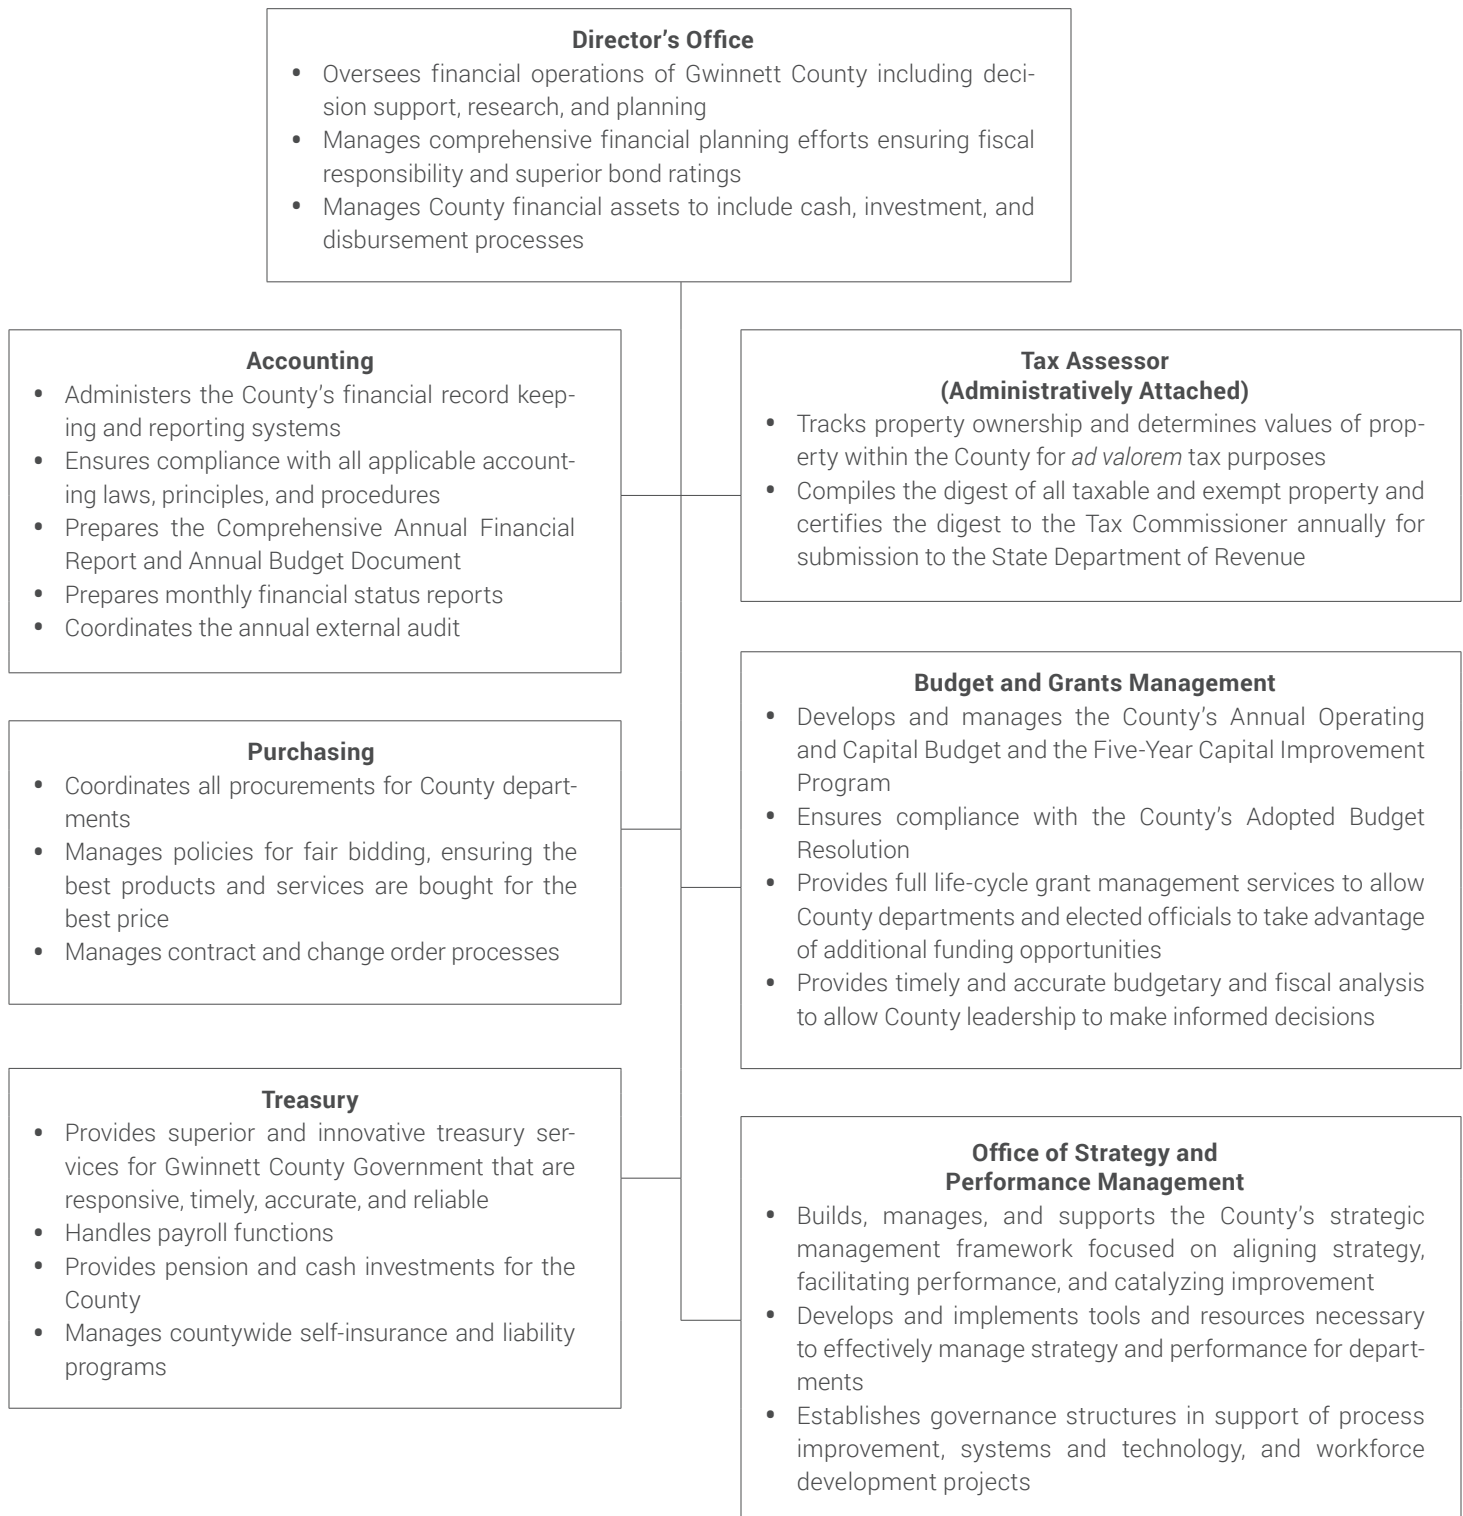 Director’s Office
• Oversees financial operations of Gwinnett County including deci-
sion support, research, and planning
• Manages comprehensive financial planning efforts ensuring fiscal
responsibility and superior bond ratings
• Manages County financial assets to include cash, investment, and
disbursement processes
Accounting
• Administers the County’s financial record keep-
ing and reporting systems
• Ensures compliance with all applicable account-
ing laws, principles, and procedures
• Prepares the Comprehensive Annual Financial
Report and Annual Budget Document
• Prepares monthly financial status reports
• Coordinates the annual external audit
Tax Assessor
(Administratively Attached)
• Tracks property ownership and determines values of prop-
erty within the County for ad valorem tax purposes
• Compiles the digest of all taxable and exempt property and
certifies the digest to the Tax Commissioner annually for
submission to the State Department of Revenue
Purchasing
• Coordinates all procurements for County depart-
ments
• Manages policies for fair bidding, ensuring the
best products and services are bought for the
best price
• Manages contract and change order processes
Budget and Grants Management
• Develops and manages the County’s Annual Operating
and Capital Budget and the Five-Year Capital Improvement
Program
• Ensures compliance with the County’s Adopted Budget
Resolution
• Provides full life-cycle grant management services to allow
County departments and elected officials to take advantage
of additional funding opportunities
• Provides timely and accurate budgetary and fiscal analysis
to allow County leadership to make informed decisions
Treasury
• Provides superior and innovative treasury ser-
vices for Gwinnett County Government that are
responsive, timely, accurate, and reliable
• Handles payroll functions
• Provides pension and cash investments for the
County
• Manages countywide self-insurance and liability
programs
Office of Strategy and
Performance Management
• Builds, manages, and supports the County’s strategic
management framework focused on aligning strategy,
facilitating performance, and catalyzing improvement
• Develops and implements tools and resources necessary
to effectively manage strategy and performance for depart-
ments
• Establishes governance structures in support of process
improvement, systems and technology, and workforce
development projects